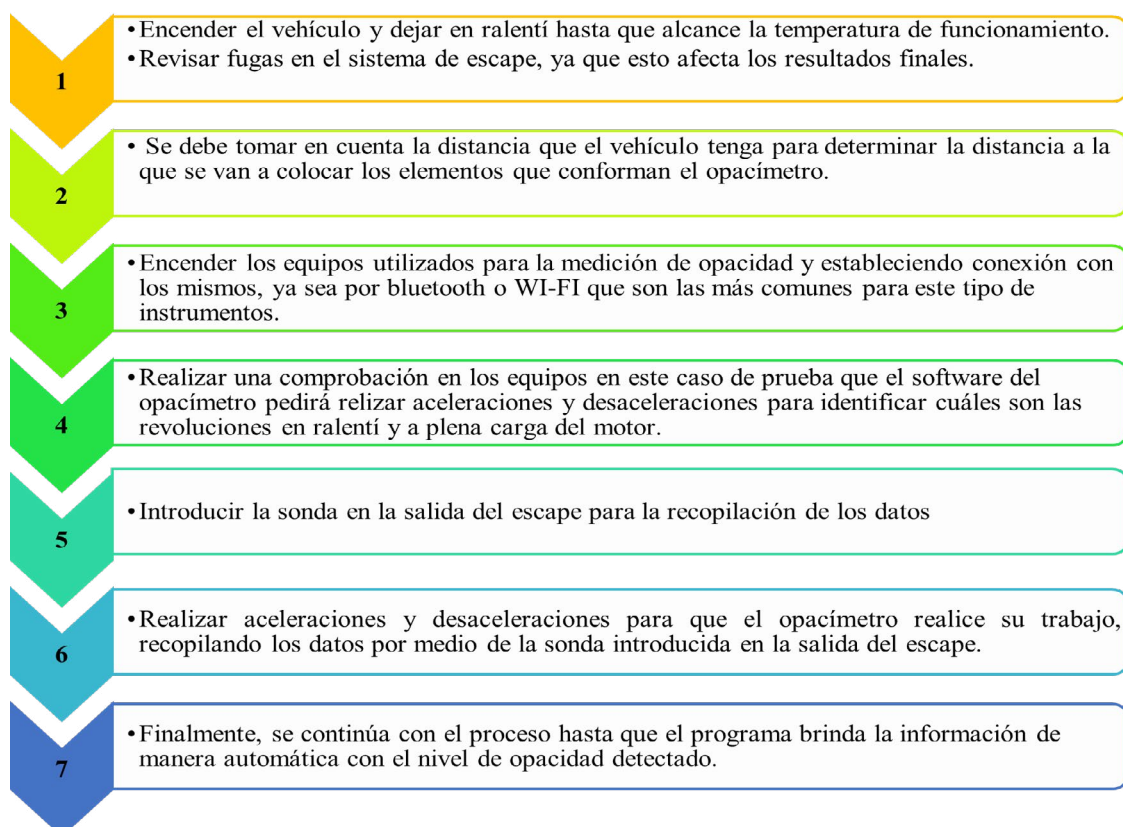 1
• Encender el vehículo y dejar en ralentí hasta que alcance la temperatura de funcionamiento.
• Revisar fugas en el sistema de escape, ya que esto afecta los resultados finales.
2
• Se debe tomar en cuenta la distancia que el vehículo tenga para determinar la distancia a la
que se van a colocar los elementos que conforman el opacímetro.
3
• Encender los equipos utilizados para la medición de opacidad y estableciendo conexión con
los mismos, ya sea por bluetooth o WI-FI que son las más comunes para este tipo de
instrumentos.
4
• Realizar una comprobación en los equipos en este caso de prueba que el software del
opacímetro pedirá relizar aceleraciones y desaceleraciones para identificar cuáles son las
revoluciones en ralentí y a plena carga del motor.
5
• Introducir la sonda en la salida del escape para la recopilación de los datos
6
• Realizar aceleraciones y desaceleraciones para que el opacímetro realice su trabajo,
recopilando los datos por medio de la sonda introducida en la salida del escape.
7
• Finalmente, se continúa con el proceso hasta que el programa brinda la información de
manera automática con el nivel de opacidad detectado.